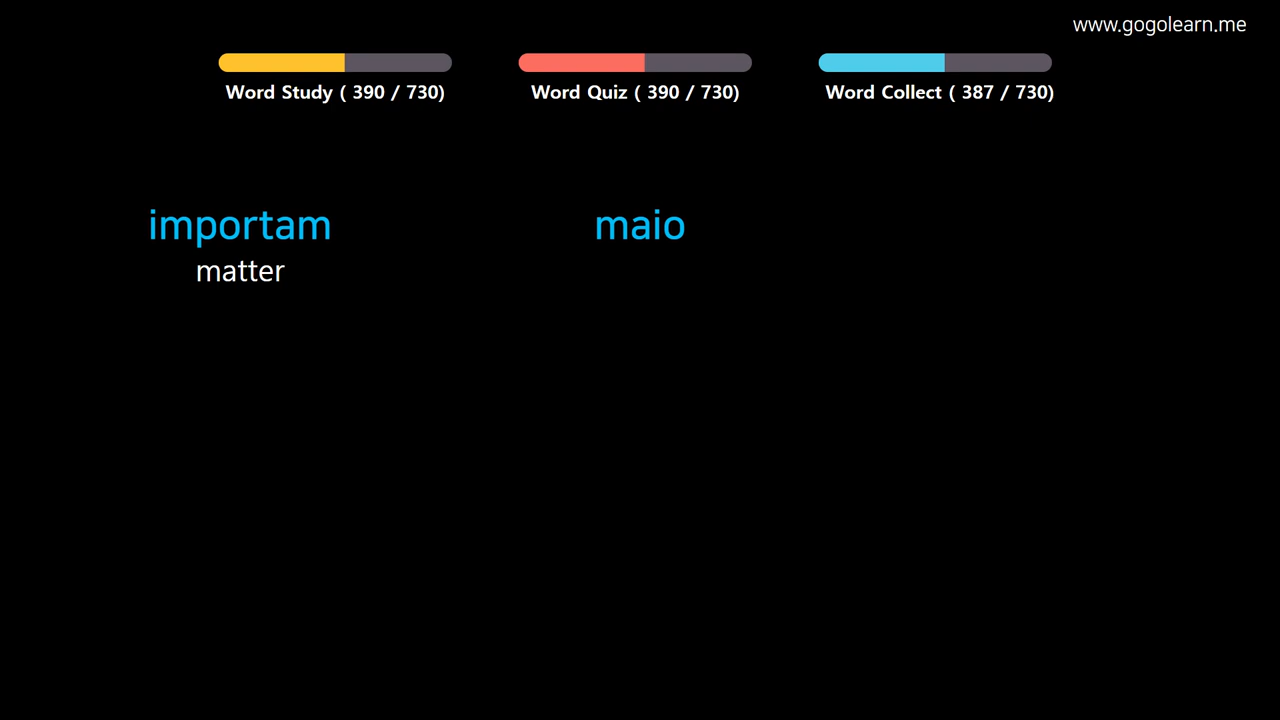 www.gogolearn.me
Word Study ( 390 / 730)
Word Quiz ( 390 / 730)
Word Collect ( 387 / 730)
importam
matter
maio